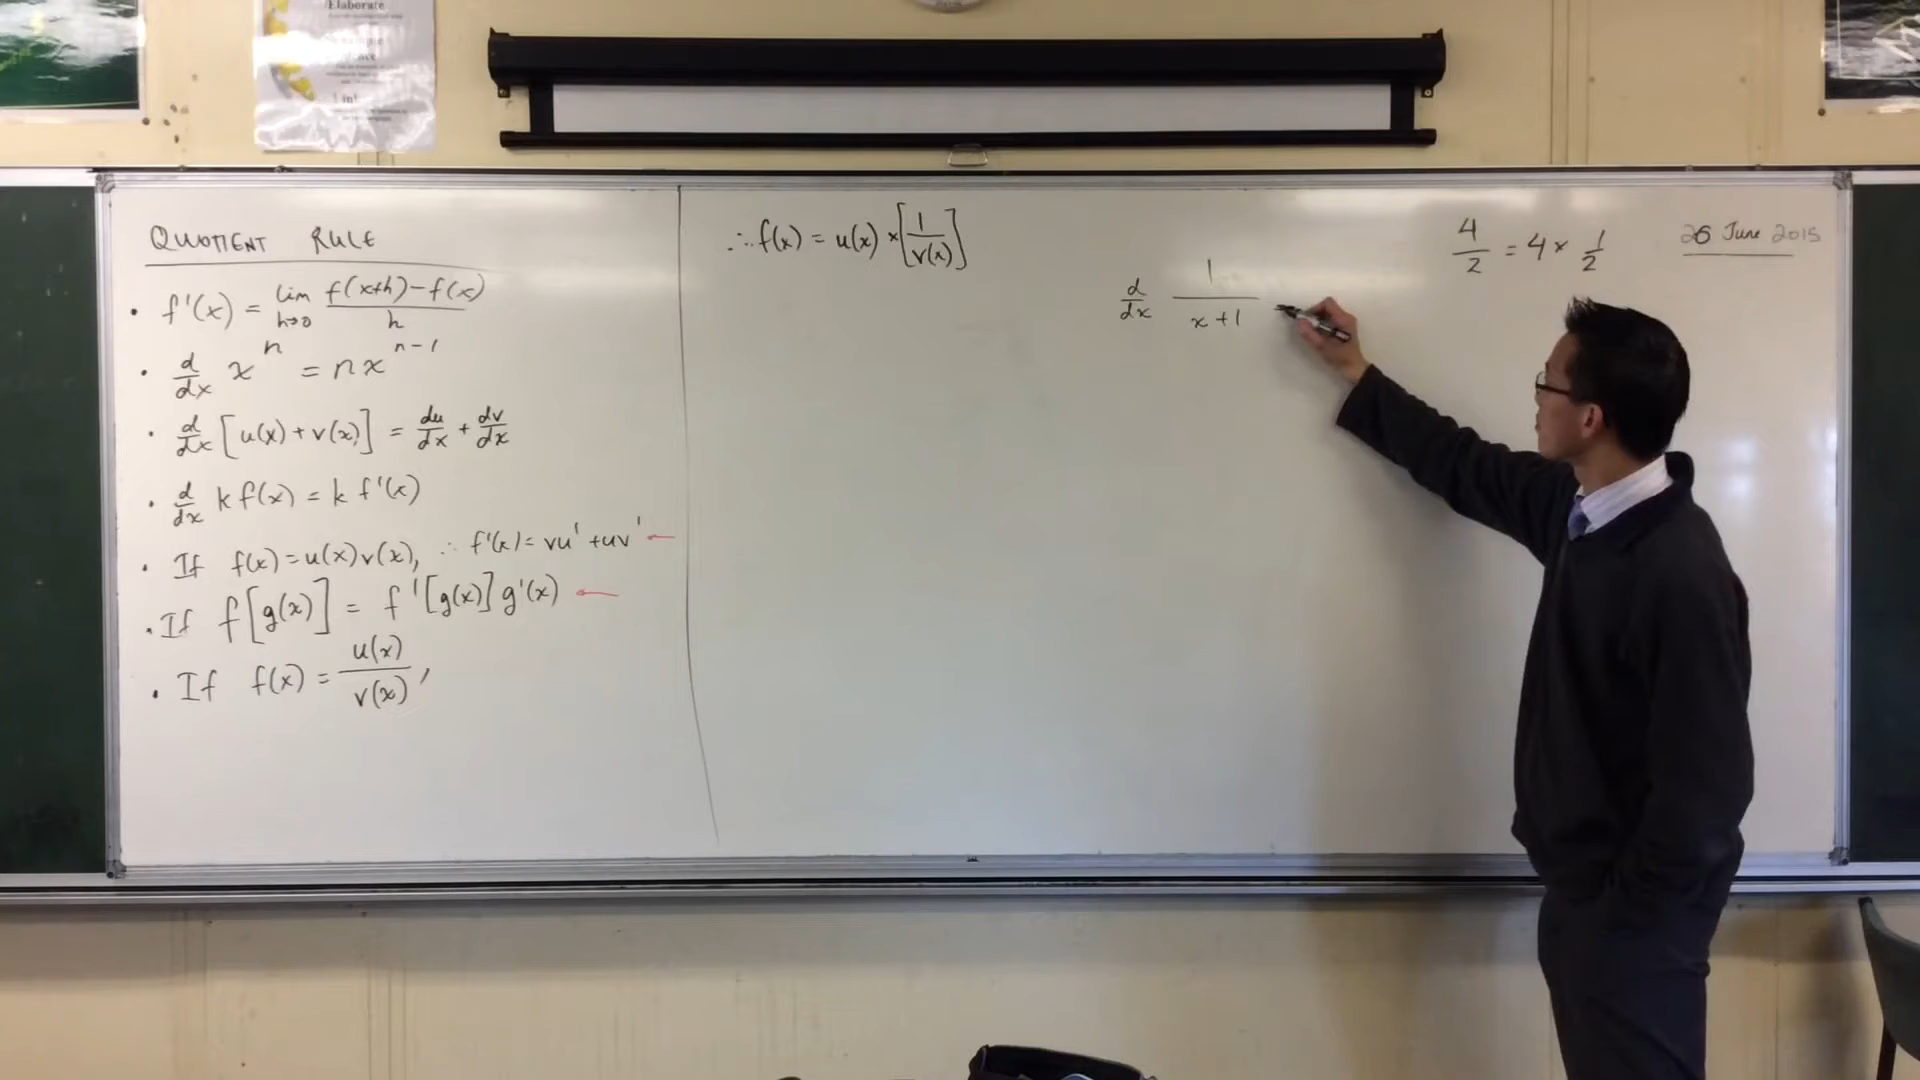 Elaborate
QUOTIENT RULE
• f'(x) = lim h→0 f(x+h)-f(x) / h
• d/dx x^n = nx^(n-1)
• d/dx [u(x) + v(x)] = du/dx + dv/dx
• d/dx k f(x) = k f'(x)
• If f(x) = u(x)v(x), ∴ f'(x) = vu' + uv' ←
• If f[g(x)] = f'[g(x)] g'(x) ←
• If f(x) = u(x)/v(x),
∴ f(x) = u(x) × [1/v(x)]
d/dx 1/(x+1) =
4/2 = 4 × 1/2
26 June 2015